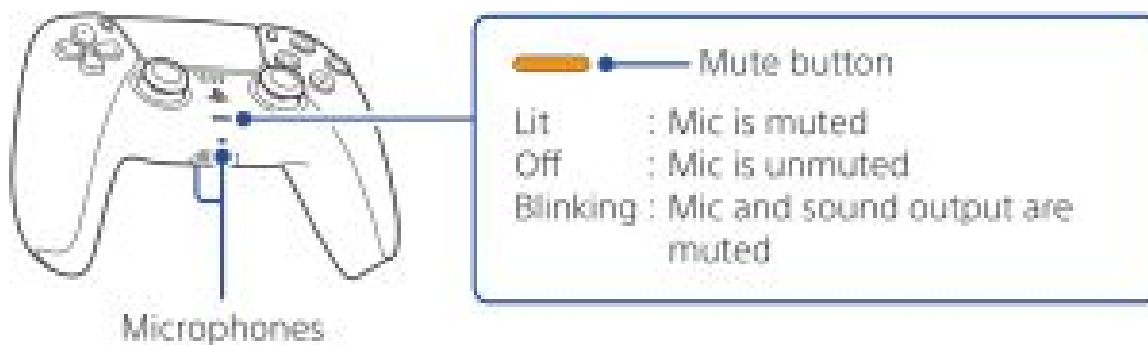 Mute button
Lit : Mic is muted
Off : Mic is unmuted
Blinking : Mic and sound output are
muted
Microphones